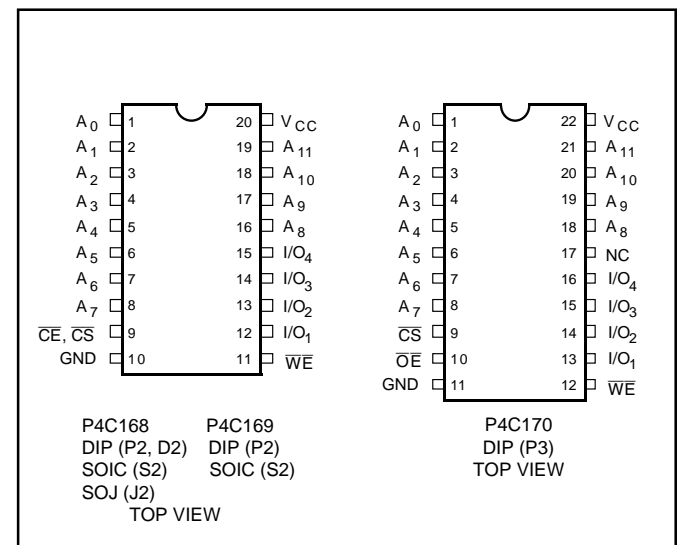 A0 1 20 VCC
A1 2 19 A11
A2 3 18 A10
A3 4 17 A9
A4 5 16 A8
A5 6 15 I/O4
A6 7 14 I/O3
A7 8 13 I/O2
CE, CS 9 12 I/O1
GND 10 11 WE
P4C168 P4C169
DIP (P2, D2) DIP (P2)
SOIC (S2) SOIC (S2)
SOJ (J2)
TOP VIEW
A0 1 22 VCC
A1 2 21 A11
A2 3 20 A10
A3 4 19 A9
A4 5 18 A8
A5 6 17 NC
A6 7 16 I/O4
A7 8 15 I/O3
CS 9 14 I/O2
OE 10 13 I/O1
GND 11 12 WE
P4C170
DIP (P3)
TOP VIEW